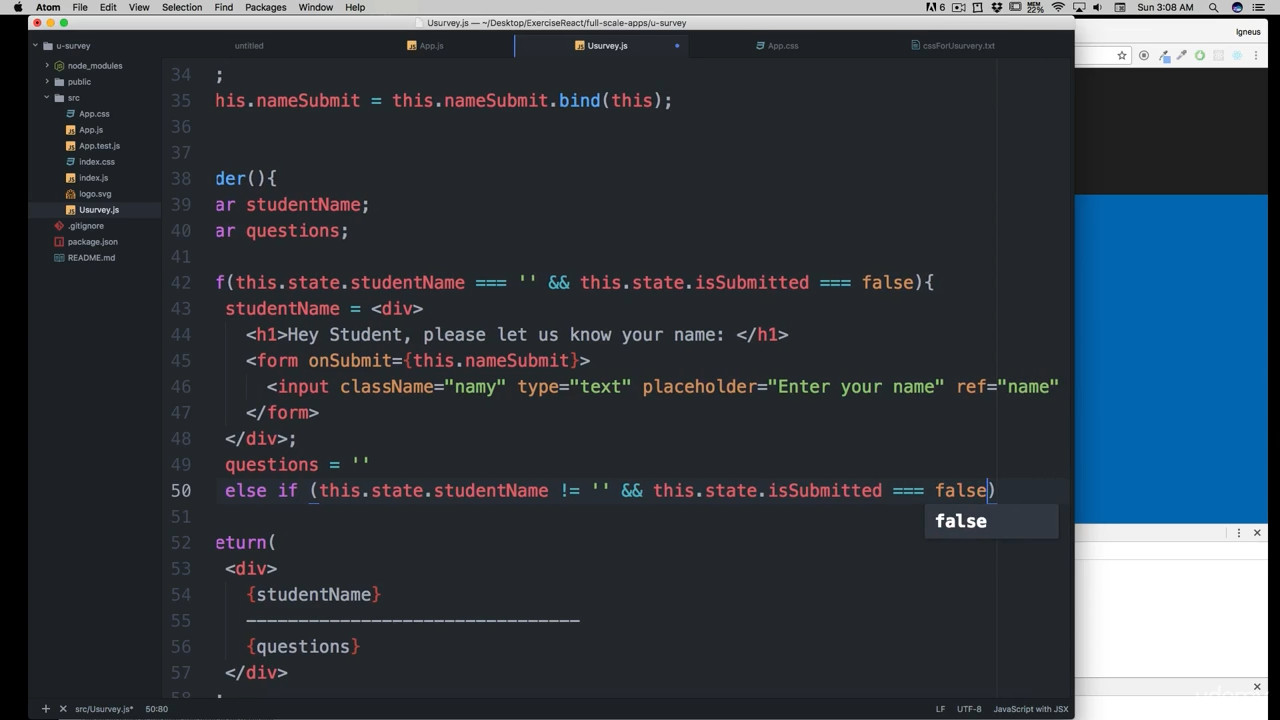 Atom File Edit View Selection Find Packages Window Help 6 MEM 22% Sun 3:08 AM
Usurvey.js — ~/Desktop/ExerciseReact/full-scale-apps/u-survey
Igneus
u-survey
untitled
App.js
Usurvey.js
App.css
cssForUsurvery.txt
node_modules
public
src
App.css
App.js
App.test.js
index.css
index.js
logo.svg
Usurvey.js
.gitignore
package.json
README.md
34 ;
35 his.nameSubmit = this.nameSubmit.bind(this);
36
37
38 der(){
39 ar studentName;
40 ar questions;
41
42 f(this.state.studentName === '' && this.state.isSubmitted === false){
43 studentName = <div>
44 <h1>Hey Student, please let us know your name: </h1>
45 <form onSubmit={this.nameSubmit}>
46 <input className="namy" type="text" placeholder="Enter your name" ref="name"
47 </form>
48 </div>;
49 questions = ''
50 else if (this.state.studentName != '' && this.state.isSubmitted === false)
false
51
52 eturn(
53 <div>
54 {studentName}
55 --------------------------------
56 {questions}
57 </div>
58 ;
src/Usurvey.js* 50:80
LF UTF-8 JavaScript with JSX
udemy